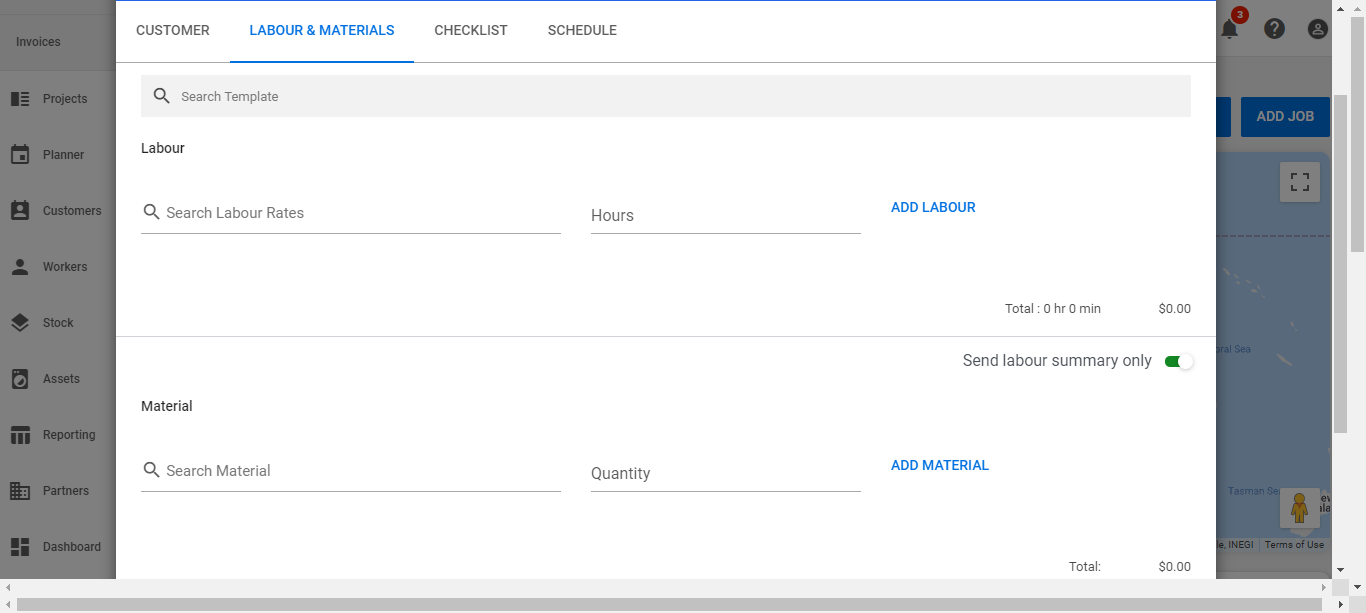 CUSTOMER
LABOUR & MATERIALS
CHECKLIST
SCHEDULE
3
Invoices
Projects
Planner
Customers
Workers
Stock
Assets
Reporting
Partners
Dashboard
Search Template
ADD JOB
Labour
Search Labour Rates
Hours
ADD LABOUR
Total : 0 hr 0 min
$0.00
Send labour summary only
Material
Search Material
Quantity
ADD MATERIAL
Total:
$0.00
Sea
Tasman
INEGI
Terms of Use